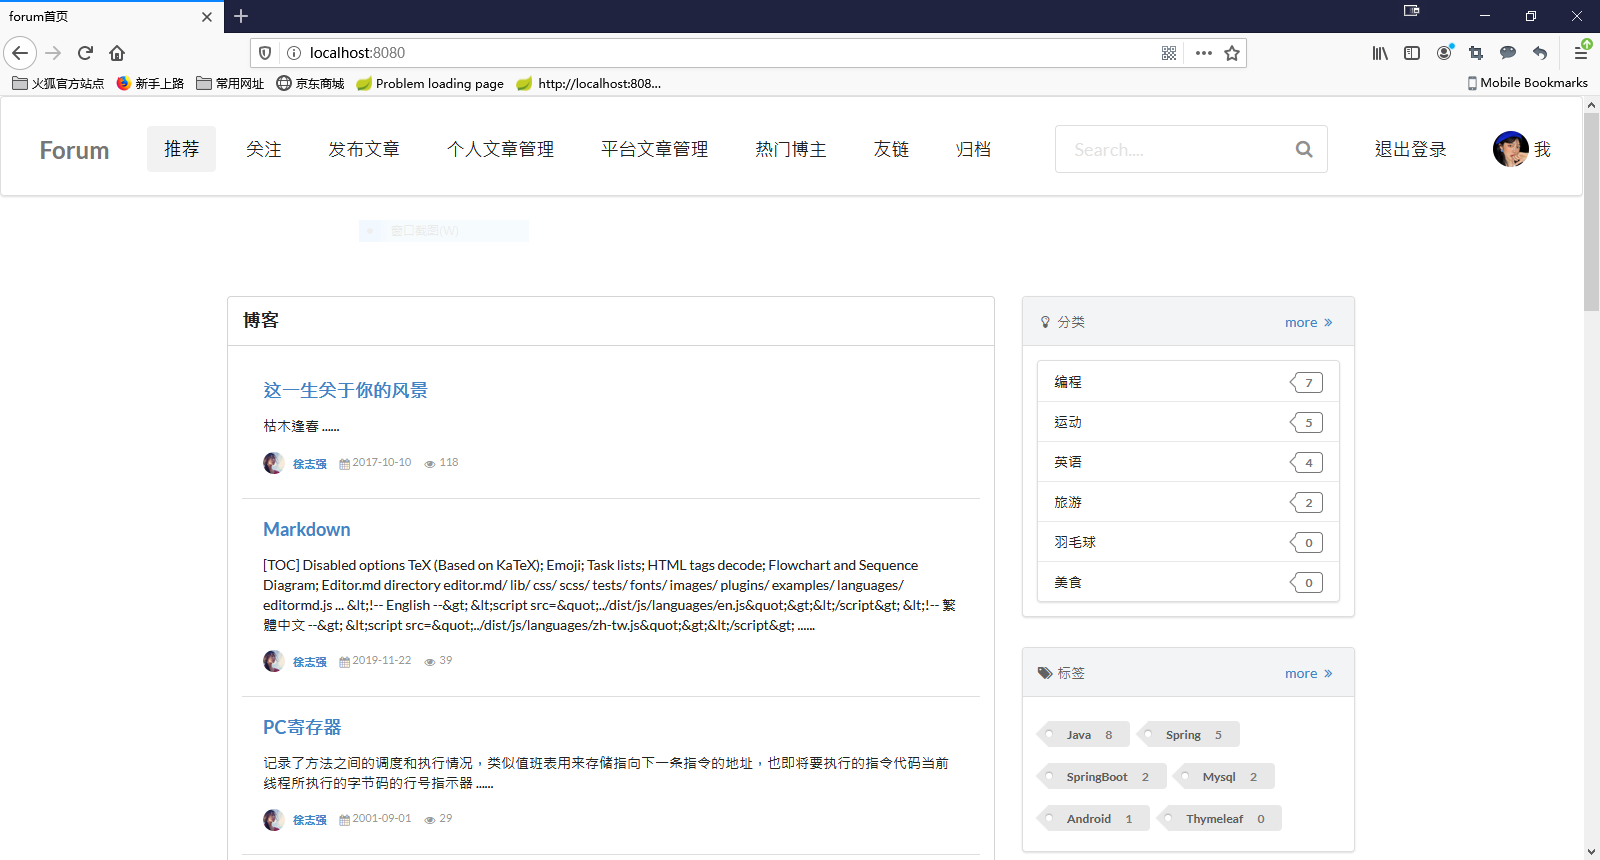 forum首页
localhost:8080
火狐官方站点 新手上路 常用网址 京东商城 Problem loading page http://localhost:808... Mobile Bookmarks
Forum 推荐 关注 发布文章 个人文章管理 平台文章管理 热门博主 友链 归档 Search.... 退出登录 我
窗口截图(W)
博客
这一生关于你的风景
枯木逢春 ......
徐志强 2017-10-10 118
Markdown
[TOC] Disabled options TeX (Based on KaTeX); Emoji; Task lists; HTML tags decode; Flowchart and Sequence
Diagram; Editor.md directory editor.md/ lib/ css/ scss/ tests/ fonts/ images/ plugins/ examples/ languages/
editormd.js ... &lt;!-- English --&gt; &lt;script src=&quot;../dist/js/languages/en.js&quot;&gt;&lt;/script&gt; &lt;!-- 繁
體中文 --&gt; &lt;script src=&quot;../dist/js/languages/zh-tw.js&quot;&gt;&lt;/script&gt; ......
徐志强 2019-11-22 39
PC寄存器
记录了方法之间的调度和执行情况，类似值班表用来存储指向下一条指令的地址，也即将要执行的指令代码当前
线程所执行的字节码的行号指示器 ......
徐志强 2001-09-01 29
分类 more
编程 7
运动 5
英语 4
旅游 2
羽毛球 0
美食 0
标签 more
Java 8 Spring 5
SpringBoot 2 Mysql 2
Android 1 Thymeleaf 0